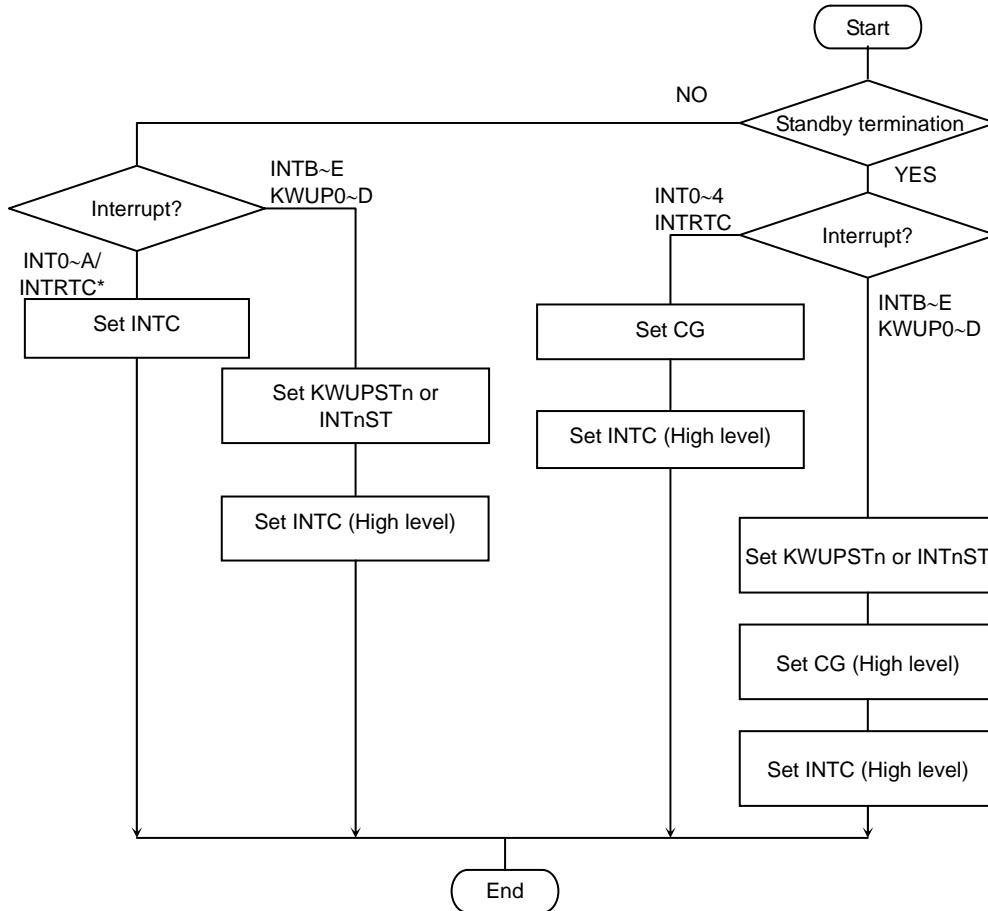 Start
NO
Standby termination
YES
Interrupt?
INTB~E
KWUP0~D
INT0~A/
INTRTC*
Set INTC
Set KWUPSTn or
INTnST
Set INTC (High level)
INT0~4
INTRTC
Interrupt?
INTB~E
KWUP0~D
Set CG
Set INTC (High level)
Set KWUPSTn or INTnST
Set CG (High level)
Set INTC (High level)
End